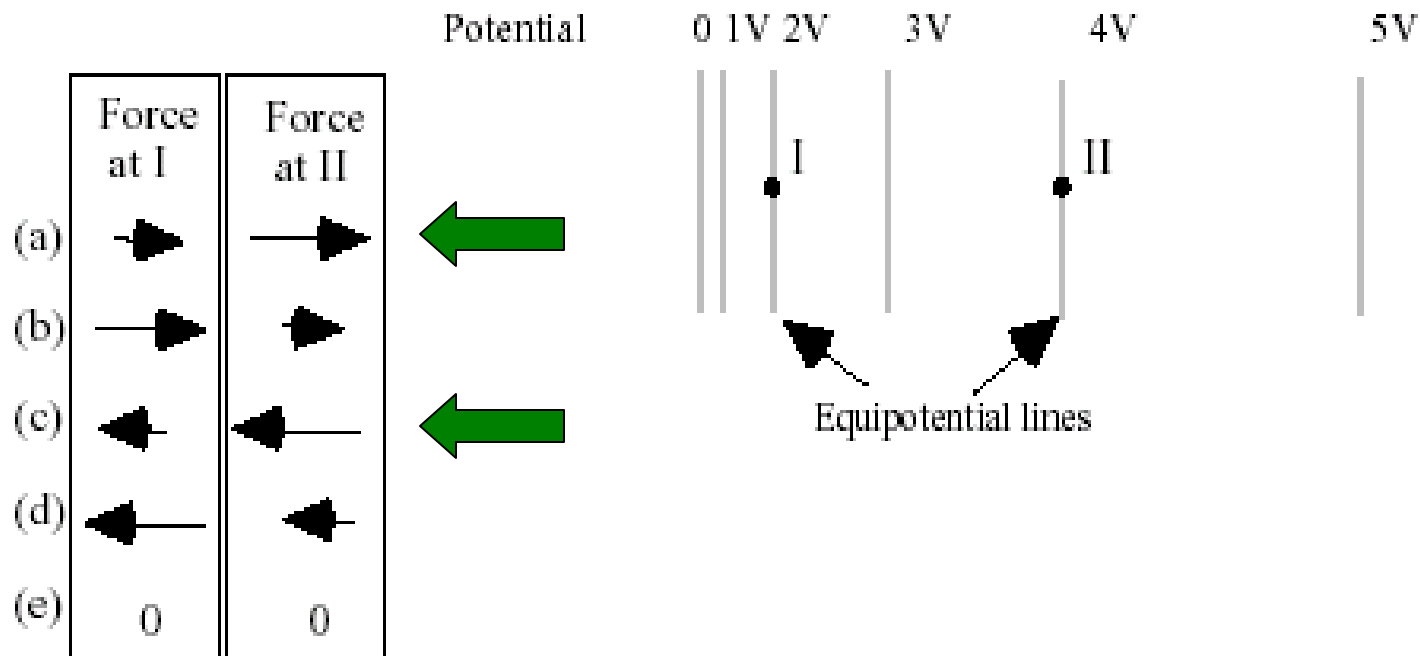 Potential 0 1V 2V 3V 4V 5V
Force at I
Force at II
(a)
(b)
(c)
(d)
(e) 0 0
I
II
Equipotential lines